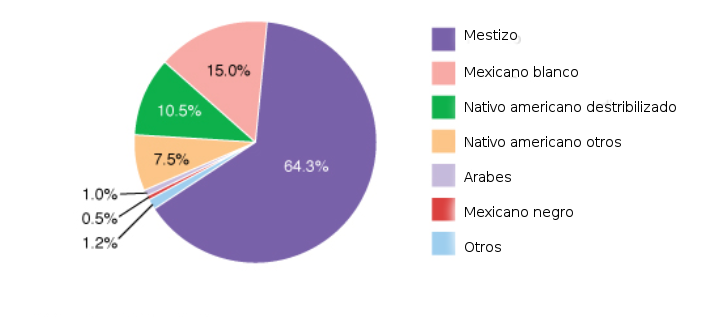 15.0%
10.5%
7.5%
64.3%
1.0%
0.5%
1.2%
Mestizo
Mexicano blanco
Nativo americano destribilizado
Nativo americano otros
Arabes
Mexicano negro
Otros